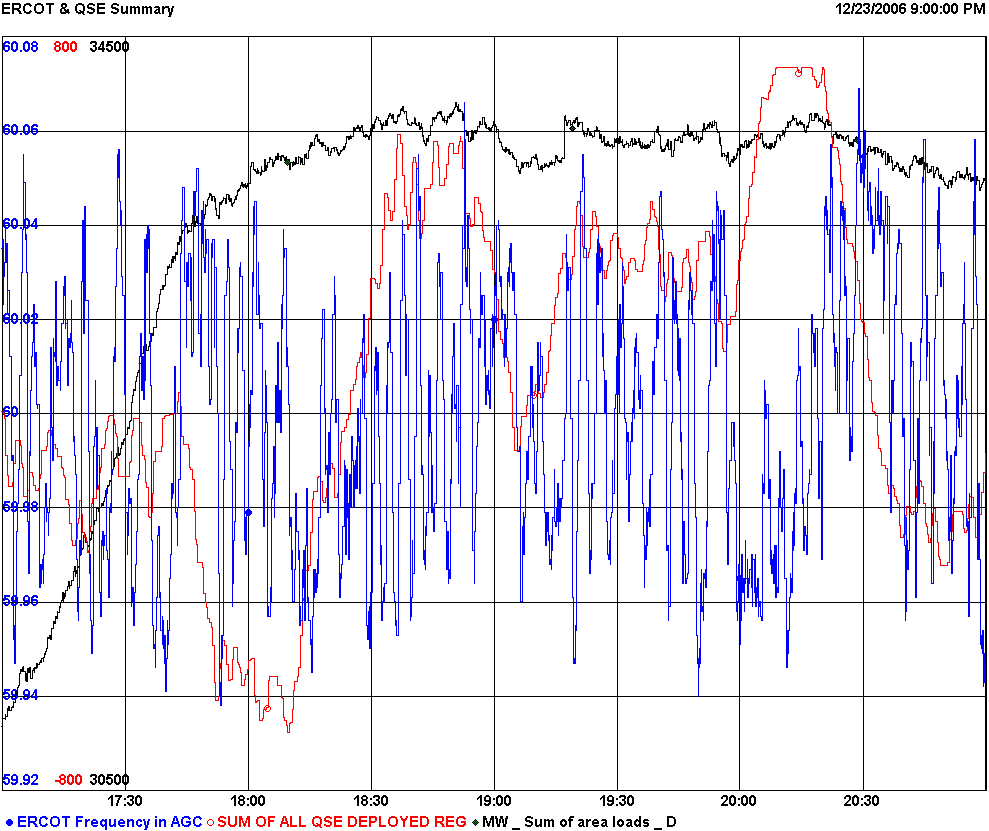 ERCOT & QSE Summary 12/23/2006 9:00:00 PM
60.08 800 34500
60.06
60.04
60.02
60
59.98
59.96
59.94
59.92 -800 30500
17:30 18:00 18:30 19:00 19:30 20:00 20:30
ERCOT Frequency in AGC SUM OF ALL QSE DEPLOYED REG MW _ Sum of area loads _ D